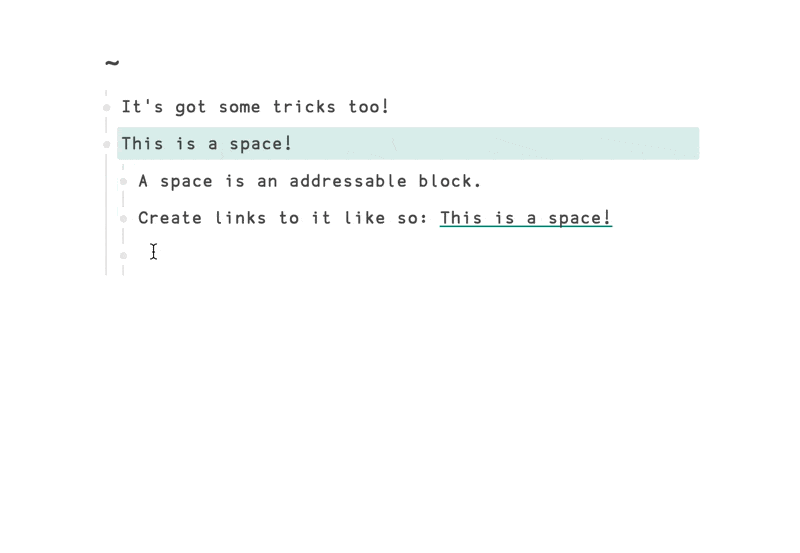 ~
It's got some tricks too!
This is a space!
A space is an addressable block.
Create links to it like so: This is a space!